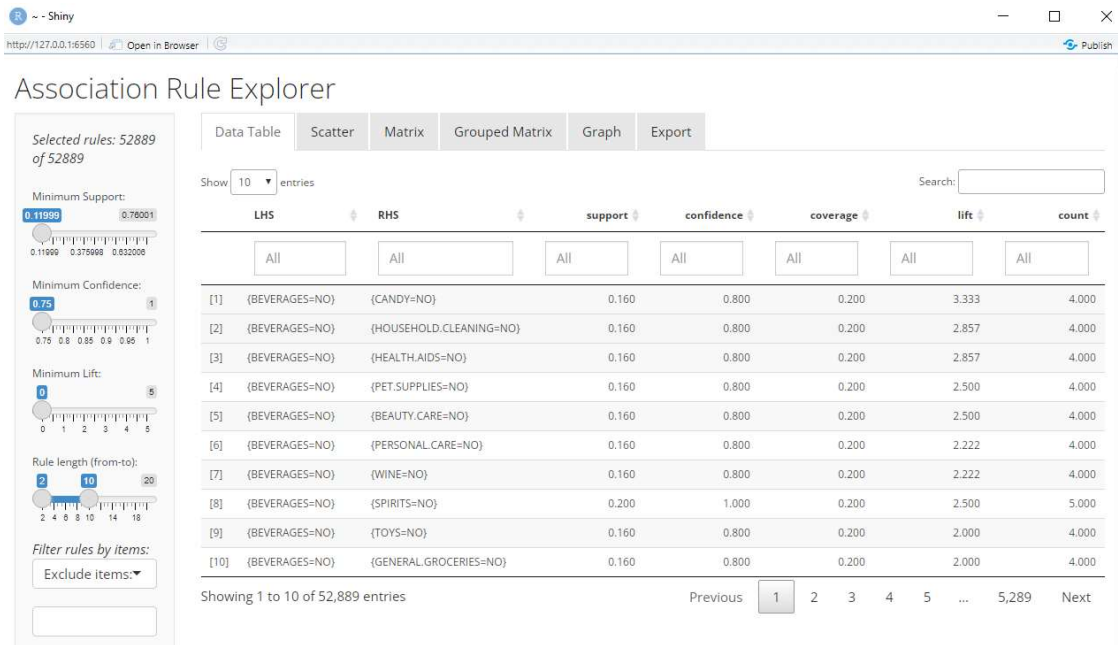 R ~ - Shiny
http://127.0.0.1:6560 Open in Browser Publish
Association Rule Explorer
Selected rules: 52889
of 52889
Minimum Support:
0.11999 0.76001
0.11999 0.375998 0.632006
Minimum Confidence:
0.75 1
0.75 0.8 0.85 0.9 0.95 1
Minimum Lift:
0 5
0 1 2 3 4 5
Rule length (from-to):
2 10 20
2 4 6 8 10 14 18
Filter rules by items:
Exclude items:
Data Table Scatter Matrix Grouped Matrix Graph Export
Show 10 entries Search:
LHS RHS support confidence coverage lift count
All All All All All All All
[1] {BEVERAGES=NO} {CANDY=NO} 0.160 0.800 0.200 3.333 4.000
[2] {BEVERAGES=NO} {HOUSEHOLD.CLEANING=NO} 0.160 0.800 0.200 2.857 4.000
[3] {BEVERAGES=NO} {HEALTH.AIDS=NO} 0.160 0.800 0.200 2.857 4.000
[4] {BEVERAGES=NO} {PET.SUPPLIES=NO} 0.160 0.800 0.200 2.500 4.000
[5] {BEVERAGES=NO} {BEAUTY.CARE=NO} 0.160 0.800 0.200 2.500 4.000
[6] {BEVERAGES=NO} {PERSONAL.CARE=NO} 0.160 0.800 0.200 2.222 4.000
[7] {BEVERAGES=NO} {WINE=NO} 0.160 0.800 0.200 2.222 4.000
[8] {BEVERAGES=NO} {SPIRITS=NO} 0.200 1.000 0.200 2.500 5.000
[9] {BEVERAGES=NO} {TOYS=NO} 0.160 0.800 0.200 2.000 4.000
[10] {BEVERAGES=NO} {GENERAL.GROCERIES=NO} 0.160 0.800 0.200 2.000 4.000
Showing 1 to 10 of 52,889 entries Previous 1 2 3 4 5 ... 5,289 Next